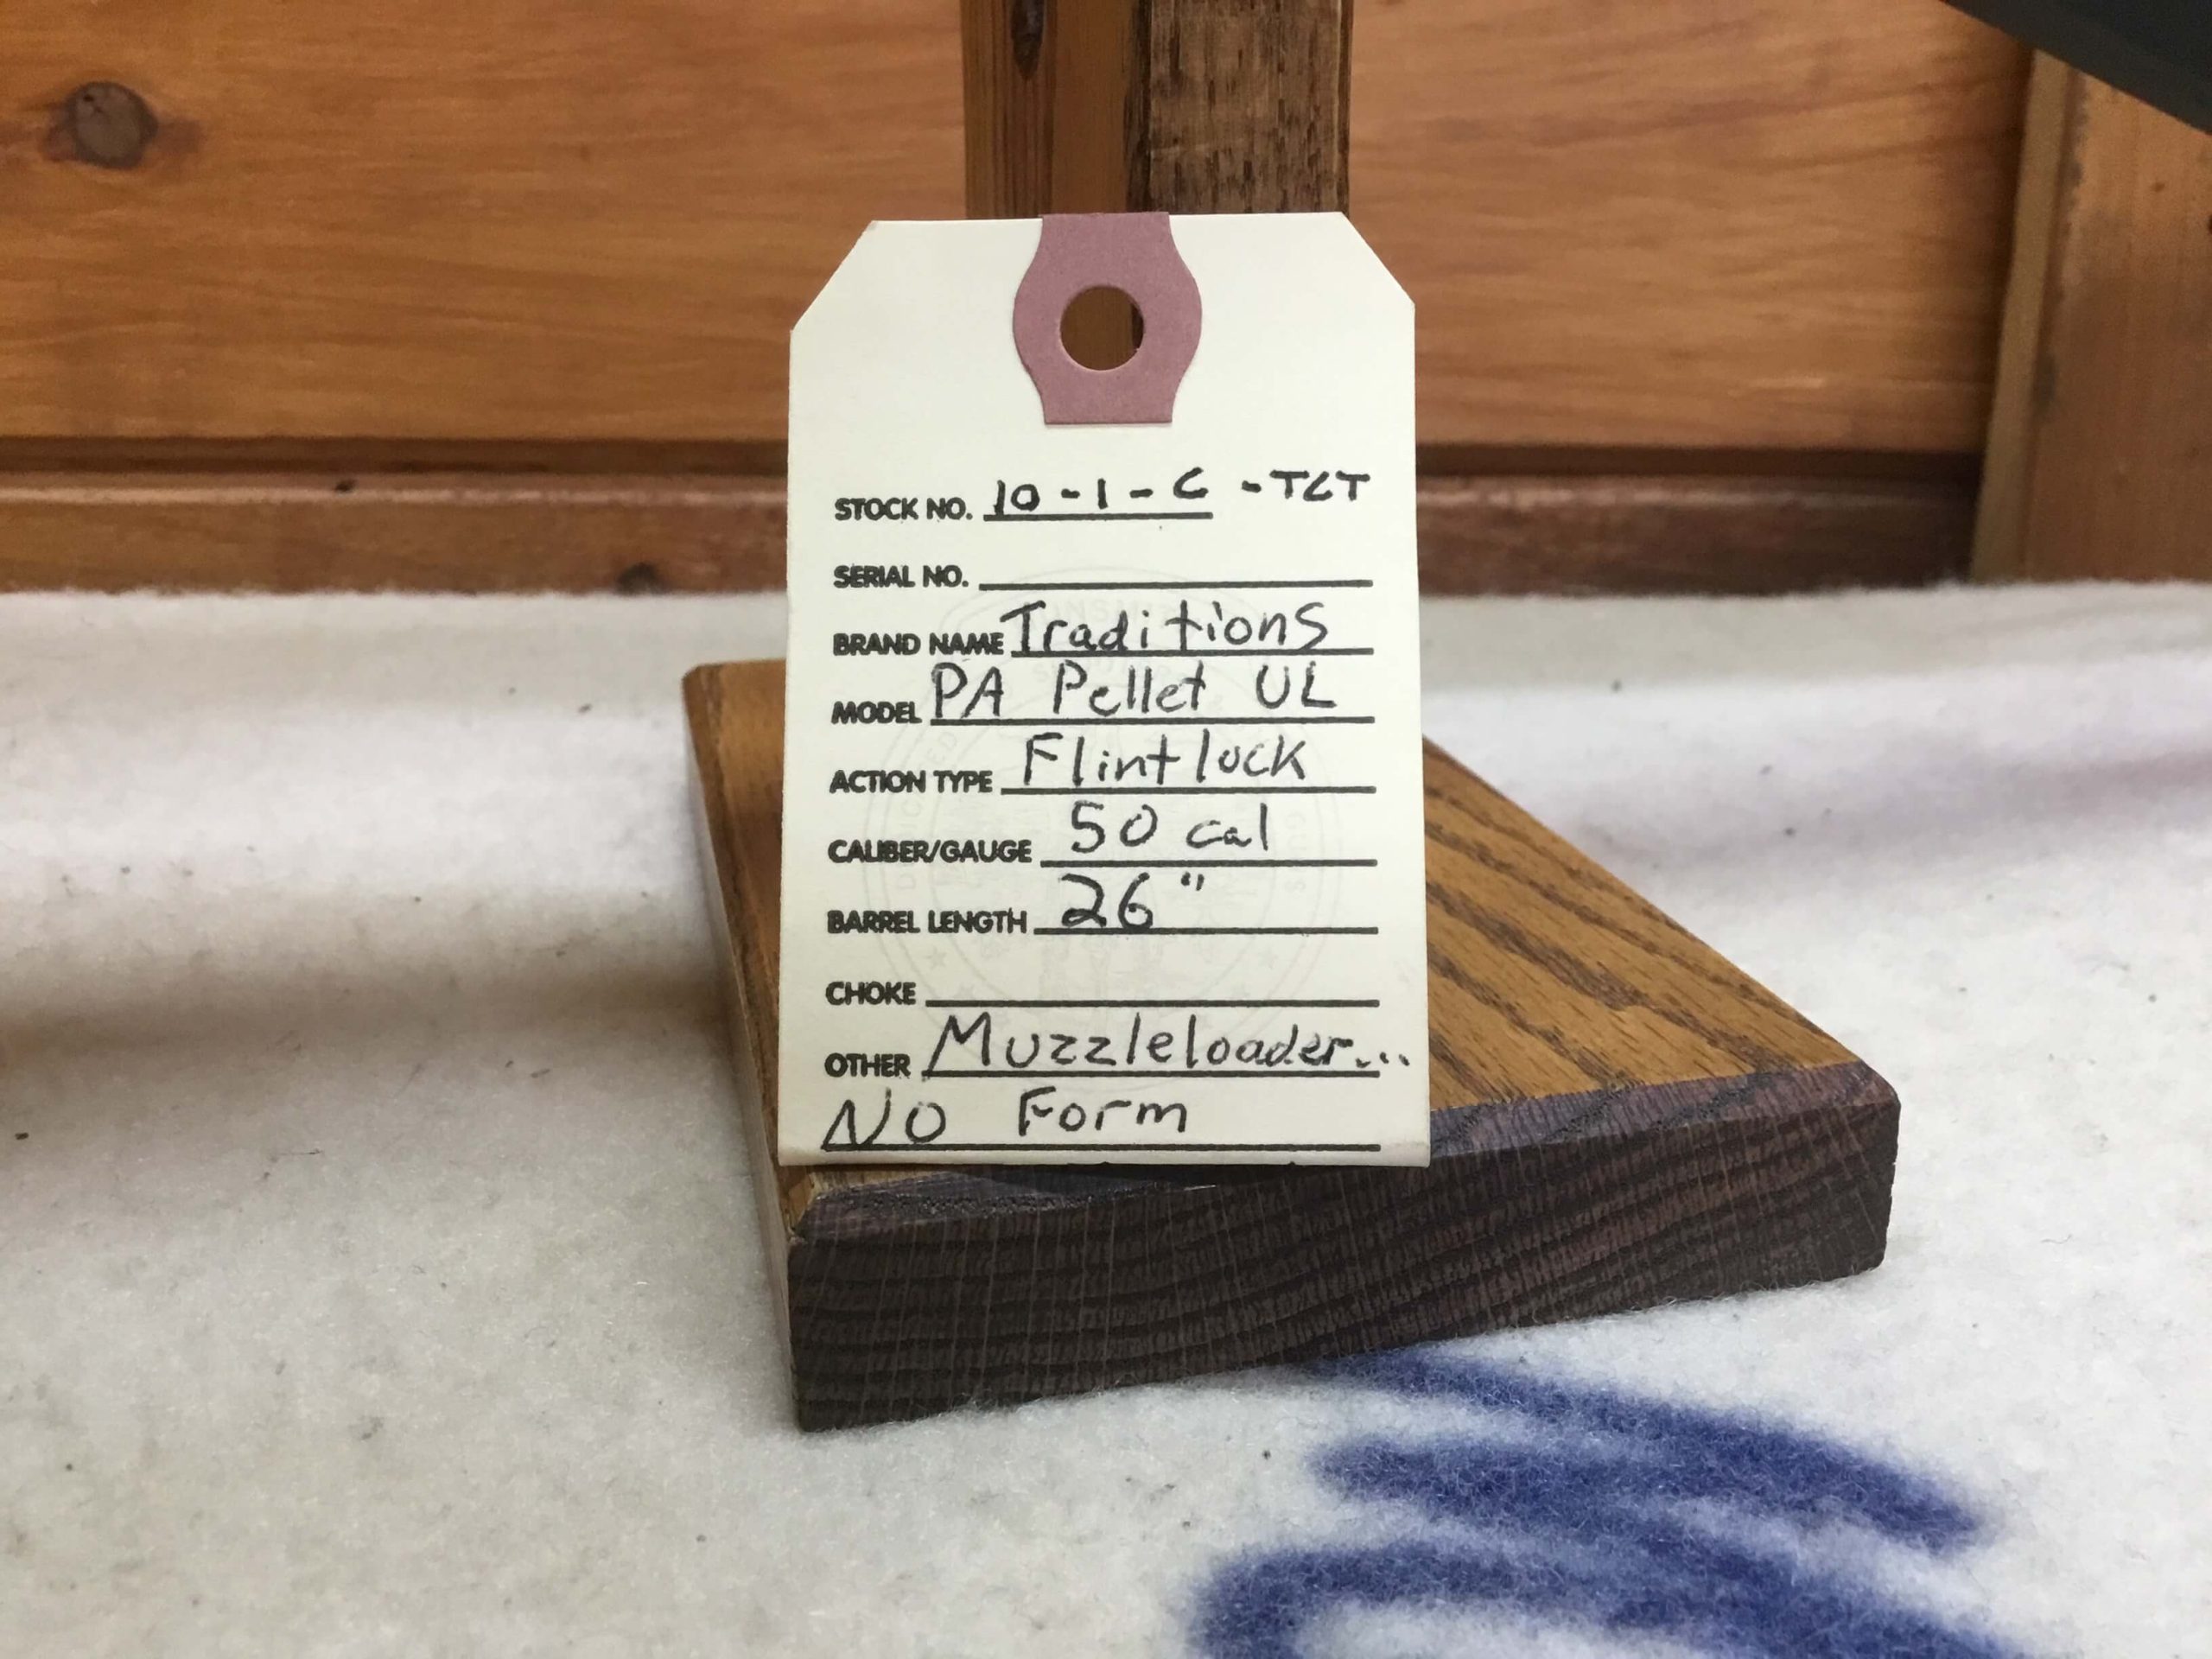 STOCK NO. 10-1-C -TCT
SERIAL NO.
BRAND NAME Traditions
MODEL PA Pellet UL
ACTION TYPE Flintlock
CALIBER/GAUGE 50 cal
BARREL LENGTH 26"
CHOKE
OTHER Muzzleloader...
No Form